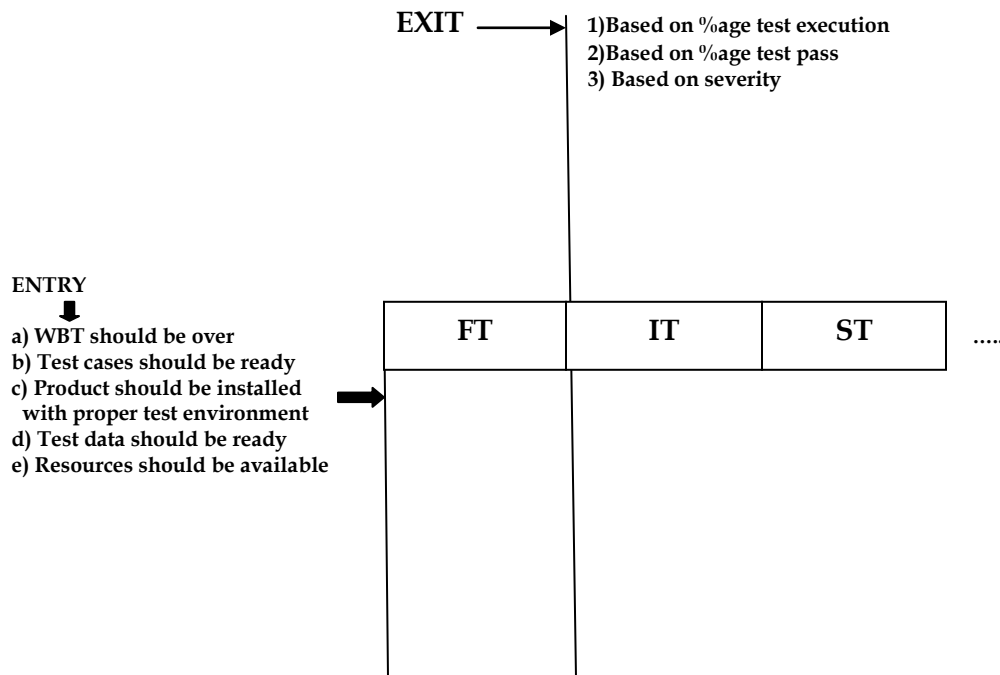 EXIT
1)Based on %age test execution
2)Based on %age test pass
3) Based on severity
ENTRY
a) WBT should be over
b) Test cases should be ready
c) Product should be installed
with proper test environment
d) Test data should be ready
e) Resources should be available
FT IT ST .....